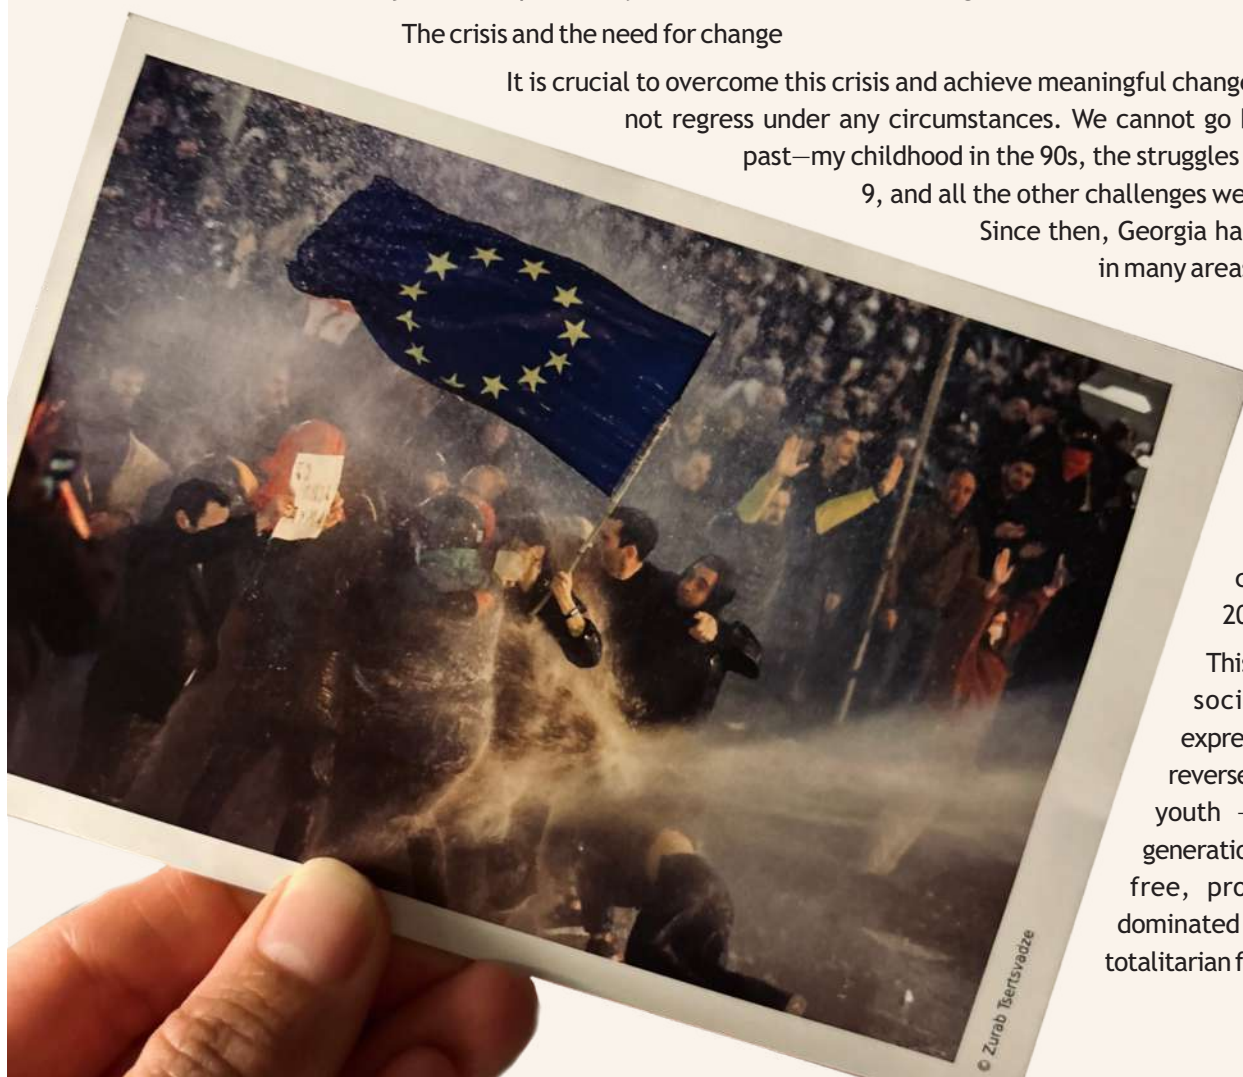 The crisis and the need for change
It is crucial to overcome this crisis and achieve meaningful change
not regress under any circumstances. We cannot go
past—my childhood in the 90s, the struggles
9, and all the other challenges we
Since then, Georgia ha
in many areas
20
This
soci
expre
reverse
youth –
generatio
free, pro
dominated
totalitarian f
© Zurab Tsertsvadze